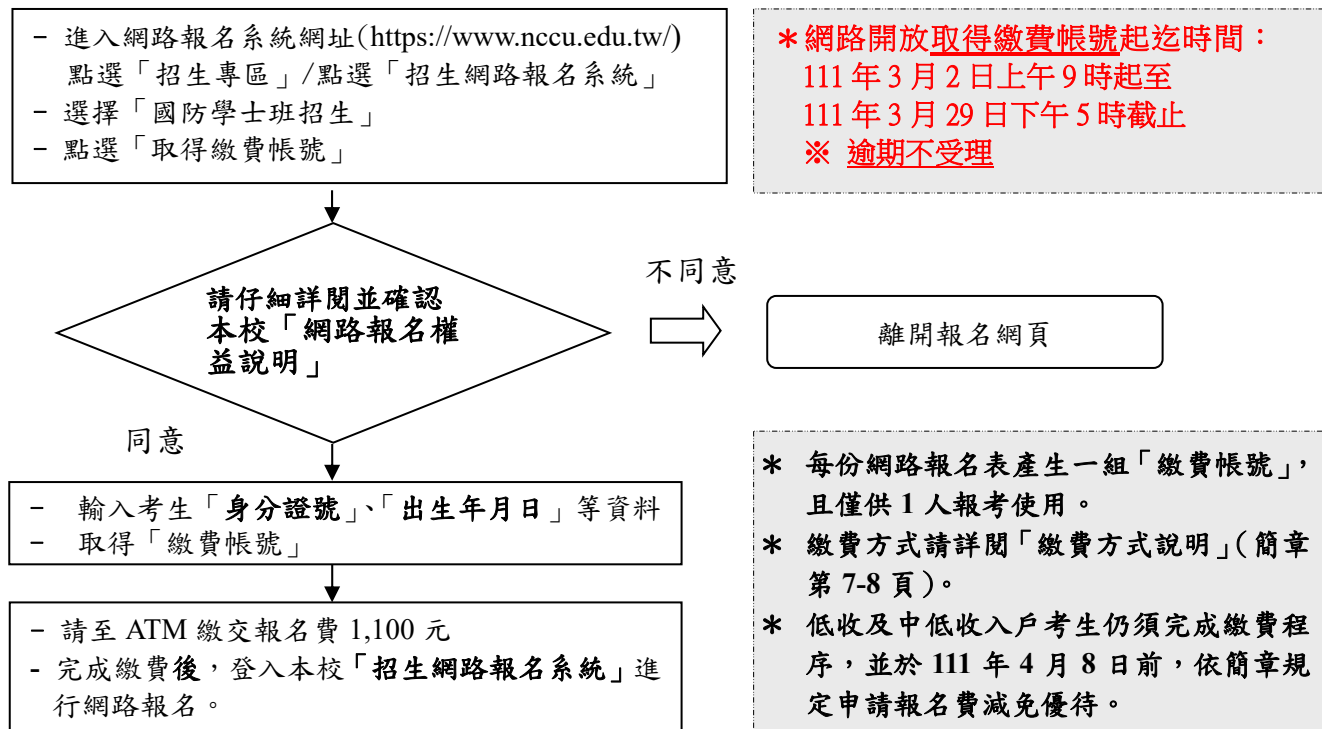 - 進入網路報名系統網址(https://www.nccu.edu.tw/)
點選「招生專區」/點選「招生網路報名系統」
- 選擇「國防學士班招生」
- 點選「取得繳費帳號」
＊網路開放取得繳費帳號起迄時間：
111 年 3 月 2 日上午 9 時起至
111 年 3 月 29 日下午 5 時截止
※ 逾期不受理
請仔細詳閱並確認
本校「網路報名權
益說明」
不同意
離開報名網頁
同意
- 輸入考生「身分證號」、「出生年月日」等資料
- 取得「繳費帳號」
- 請至 ATM 繳交報名費 1,100 元
- 完成繳費後，登入本校「招生網路報名系統」進
行網路報名。
＊ 每份網路報名表產生一組「繳費帳號」，
且僅供 1 人報考使用。
＊ 繳費方式請詳閱「繳費方式說明」（簡章
第 7-8 頁）。
＊ 低收及中低收入戶考生仍須完成繳費程
序，並於 111 年 4 月 8 日前，依簡章規
定申請報名費減免優待。